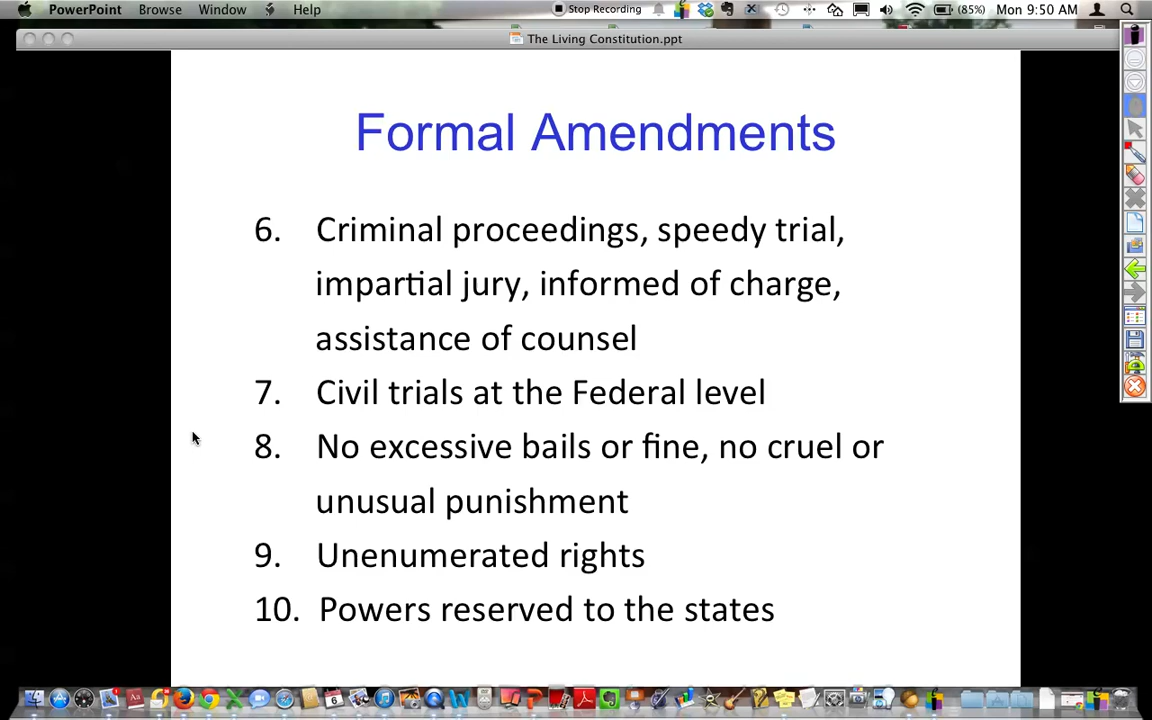 PowerPoint Browse Window Help Stop Recording (85%) Mon 9:50 AM
The Living Constitution.ppt
Formal Amendments
6. Criminal proceedings, speedy trial,
impartial jury, informed of charge,
assistance of counsel
7. Civil trials at the Federal level
8. No excessive bails or fine, no cruel or
unusual punishment
9. Unenumerated rights
10. Powers reserved to the states